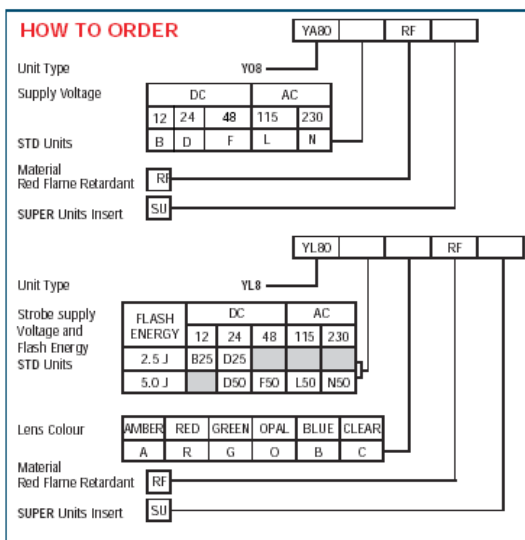 HOW TO ORDER
YA80 RF
Unit Type YO8
Supply Voltage DC AC
12 24 48 115 230
STD Units B D F L N
Material
Red Flame Retardant RF
SUPER Units Insert SU
YL80 RF
Unit Type YL8
Strobe supply
Voltage and
Flash Energy
STD Units
FLASH ENERGY DC AC
12 24 48 115 230
2.5 J B25 D25
5.0 J D50 F50 L50 N50
Lens Colour AMBER RED GREEN OPAL BLUE CLEAR
A R G O B C
Material
Red Flame Retardant RF
SUPER Units Insert SU